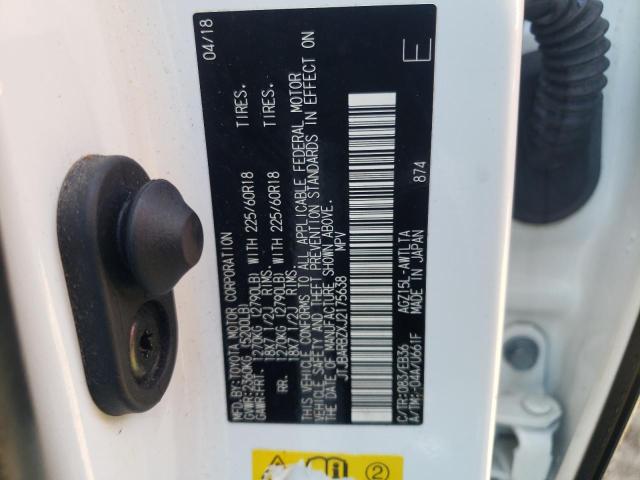 MFD.BY:TOYOTA MOTOR CORPORATION 04/18
GVWR:2360KG (5200LB)
GAWR:FRT. 1270KG (2790LB) WITH 225/60R18 TIRES.
18X7 1/2J RIMS.
RR. 1270KG (2790LB) WITH 225/60R18 TIRES.
18X7 1/2J RIMS.
THIS VEHICLE CONFORMS TO ALL APPLICABLE FEDERAL MOTOR
VEHICLE SAFETY AND THEFT PREVENTION STANDARDS IN EFFECT ON
THE DATE OF MANUFACTURE SHOWN ABOVE.
JTJBARBZXJ2175638 MPV
E
C/TR:083/EB36 AGZ15L-AWTLTA
A/TM:-04A/U661F MADE IN JAPAN 874
2